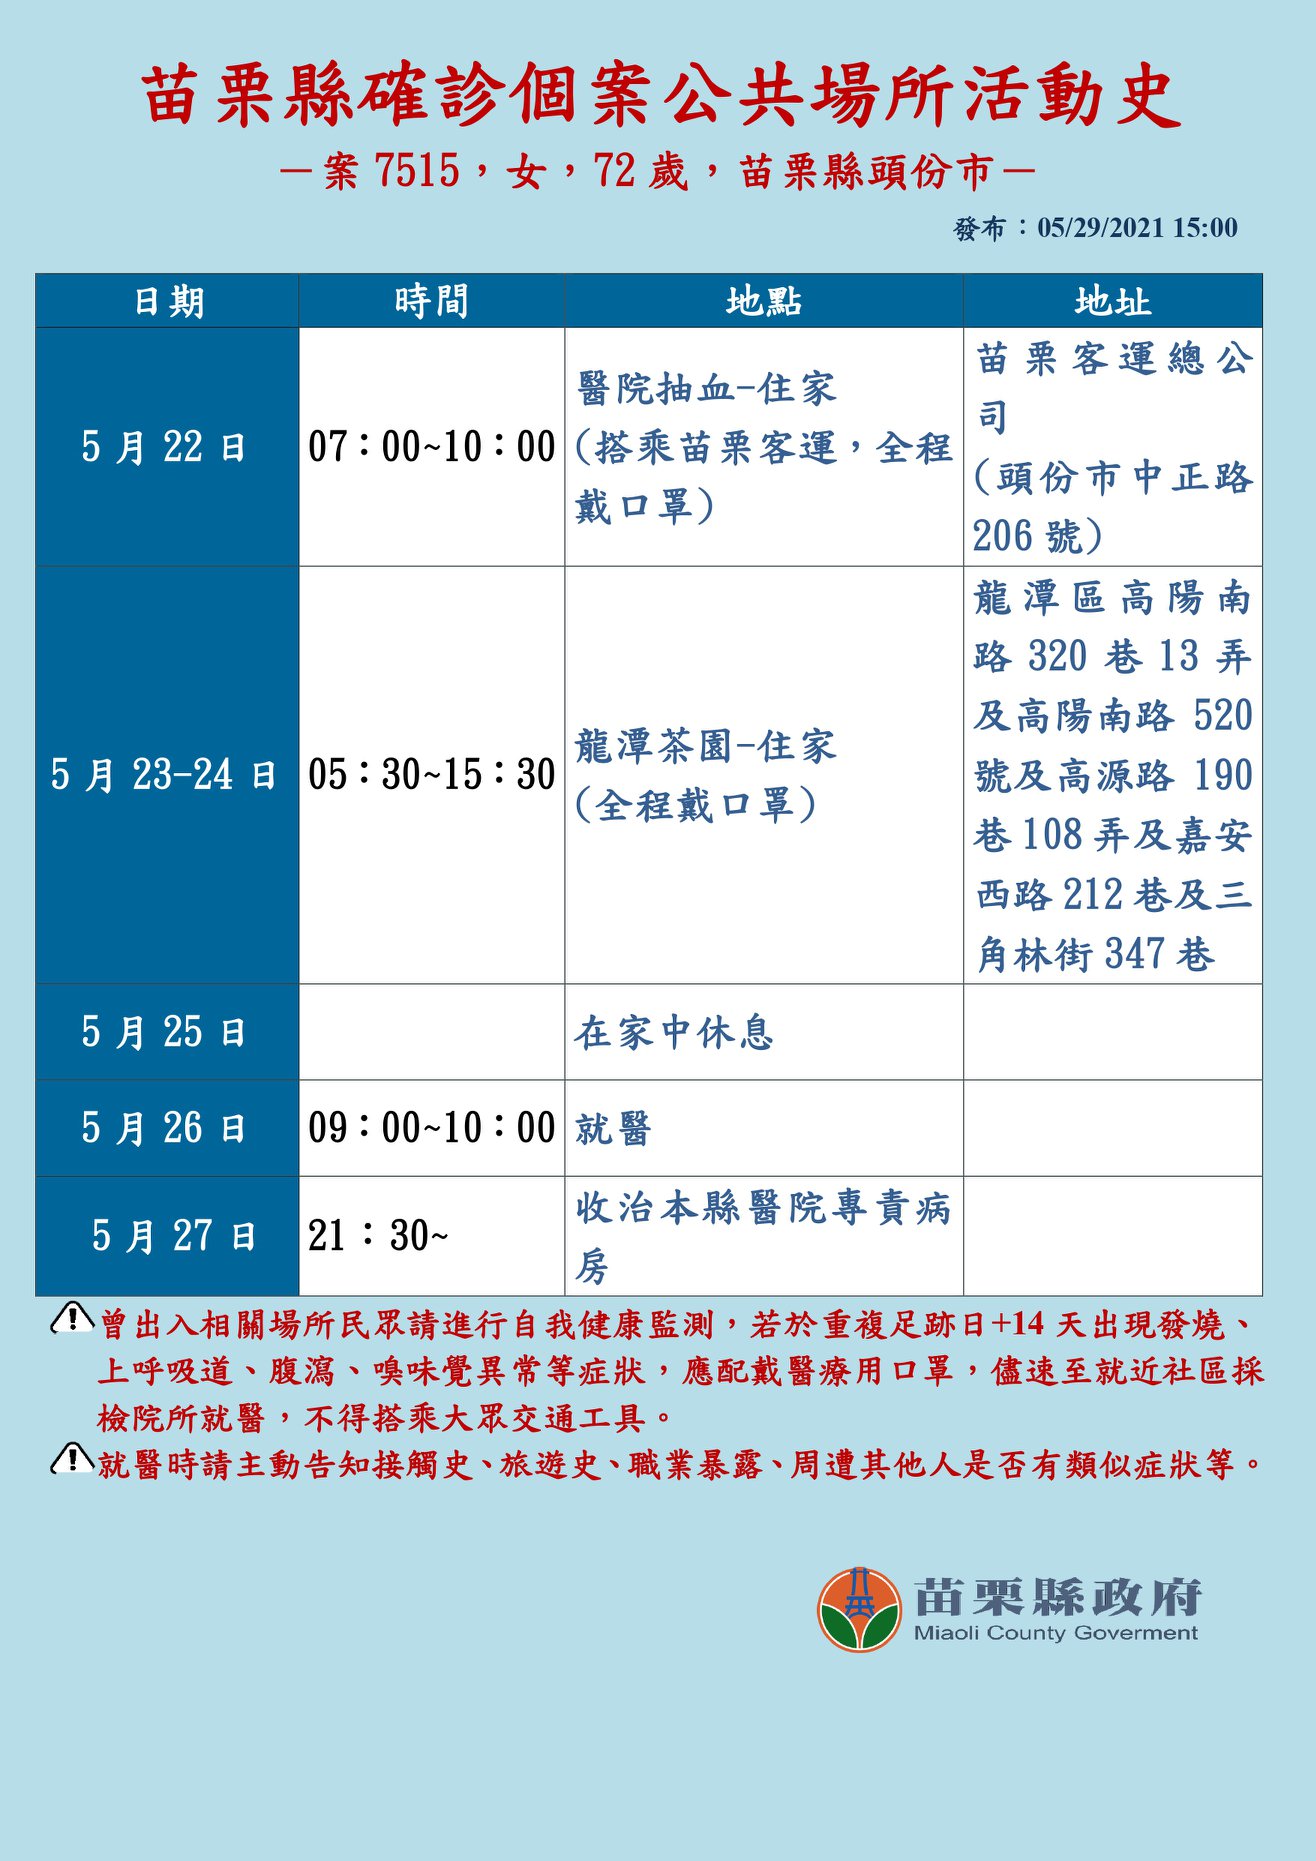 苗栗縣確診個案公共場所活動史
－案 7515，女，72 歲，苗栗縣頭份市－
發布：05/29/2021 15:00
日期 時間 地點 地址
5 月 22 日
07：00~10：00
醫院抽血-住家
(搭乘苗栗客運，全程
戴口罩)
苗栗客運總公
司
(頭份市中正路
206 號)
5 月 23-24 日
05：30~15：30
龍潭茶園-住家
(全程戴口罩)
龍潭區高陽南
路 320 巷 13 弄
及高陽南路 520
號及高源路 190
巷 108 弄及嘉安
西路 212 巷及三
角林街 347 巷
5 月 25 日
在家中休息
5 月 26 日
09：00~10：00
就醫
5 月 27 日
21：30~
收治本縣醫院專責病
房
曾出入相關場所民眾請進行自我健康監測，若於重複足跡日+14 天出現發燒、
上呼吸道、腹瀉、嗅味覺異常等症狀，應配戴醫療用口罩，儘速至就近社區採
檢院所就醫，不得搭乘大眾交通工具。
就醫時請主動告知接觸史、旅遊史、職業暴露、周遭其他人是否有類似症狀等。
苗栗縣政府
Miaoli County Goverment